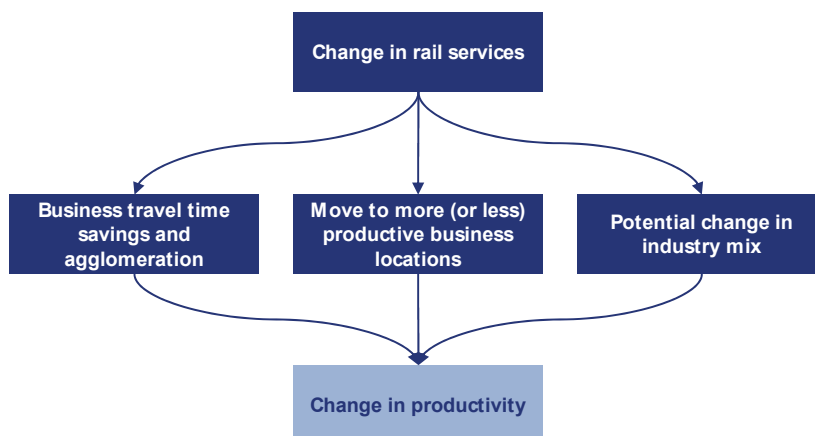 Change in rail services
Business travel time
savings and
agglomeration
Move to more (or less)
productive business
locations
Potential change in
industry mix
Change in productivity